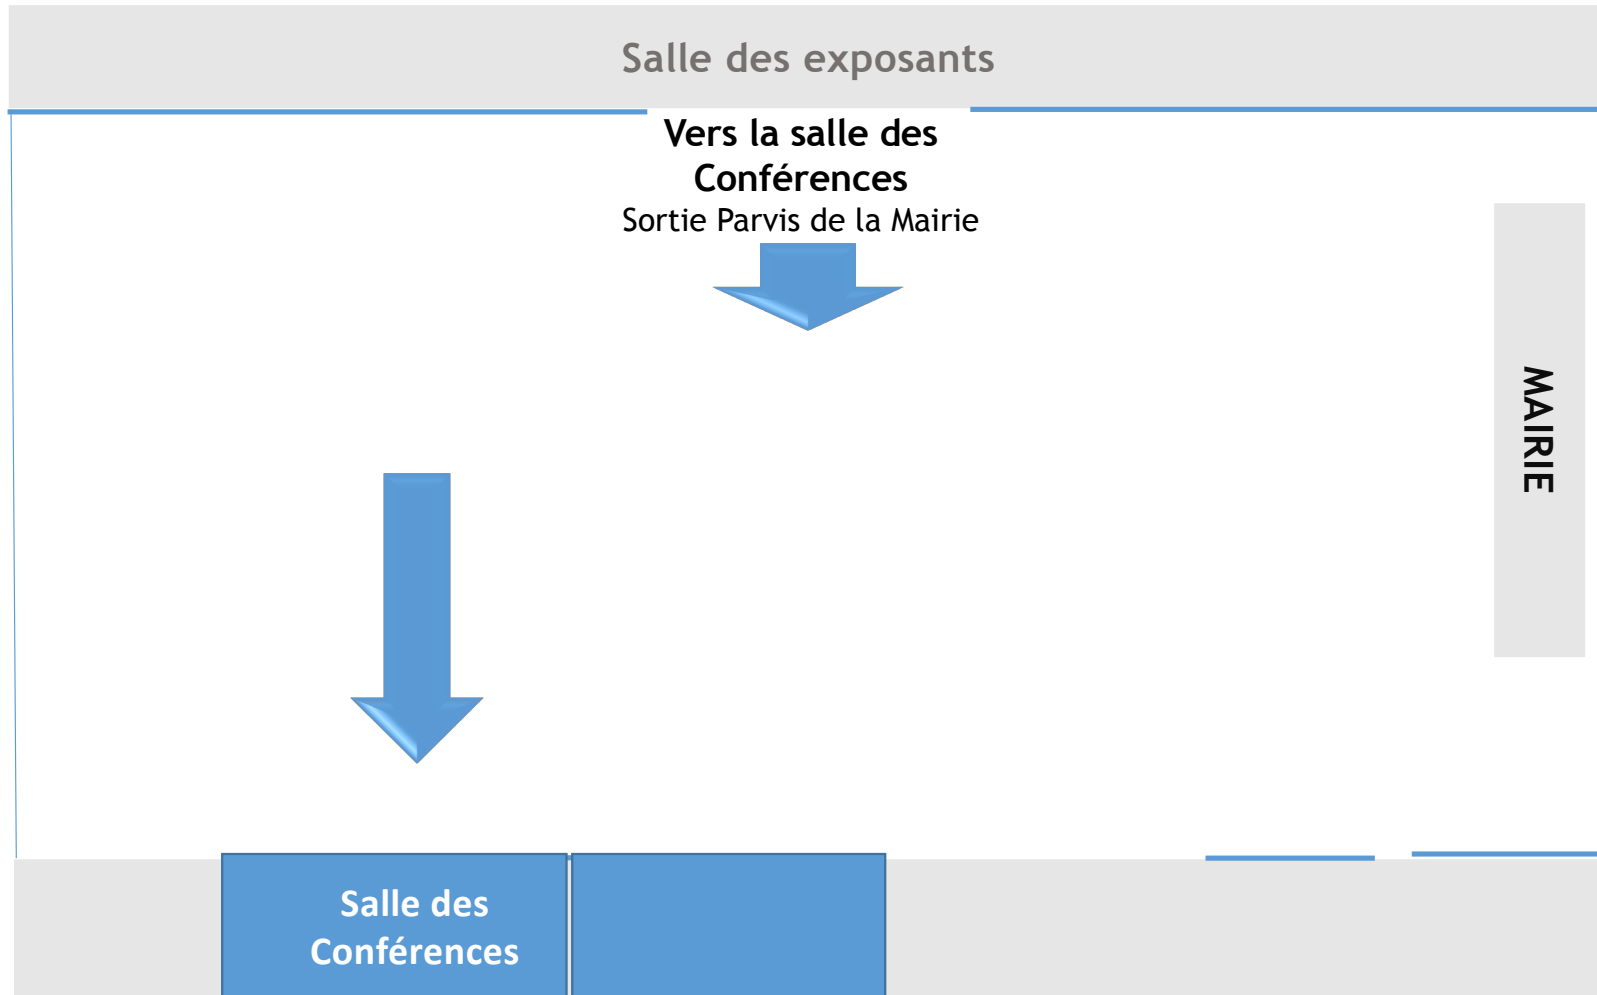 Salle des exposants
Vers la salle des
Conférences
Sortie Parvis de la Mairie
MAIRIE
Salle des
Conférences